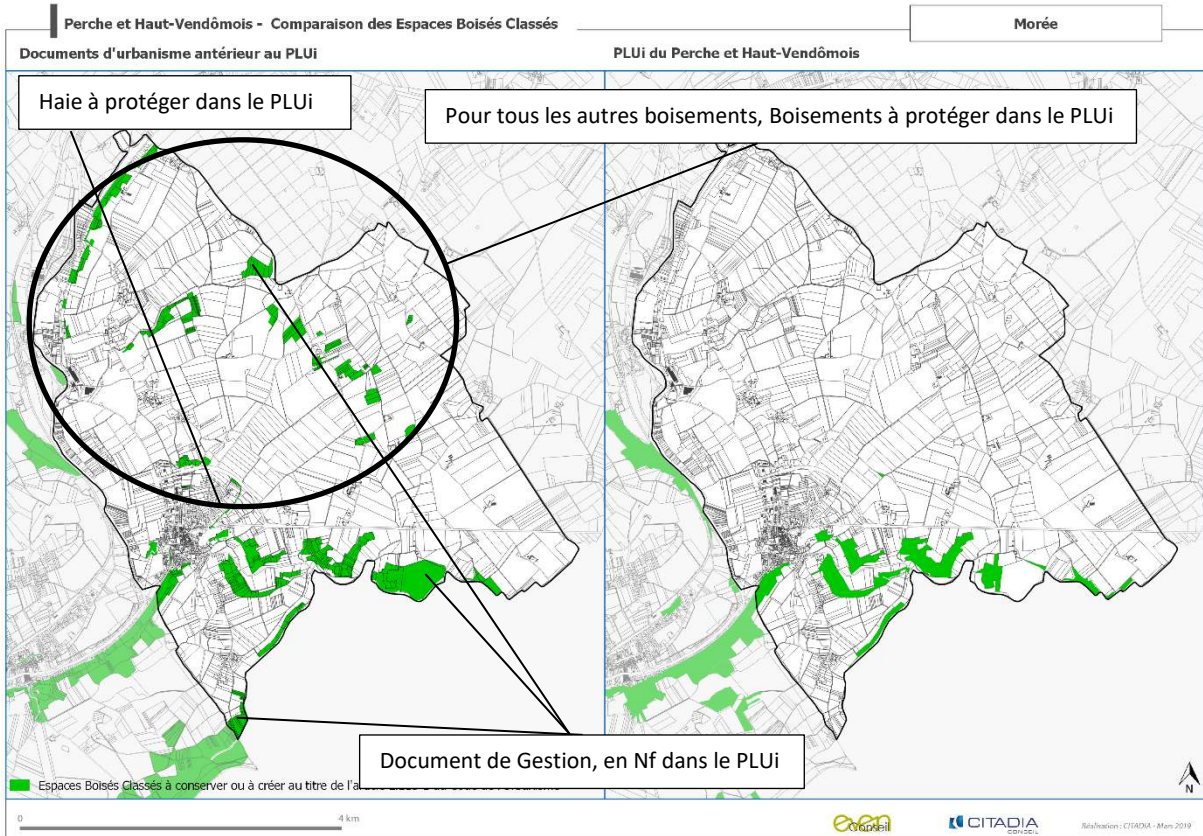 Perche et Haut-Vendômois - Comparaison des Espaces Boisés Classés
Morée
Documents d'urbanisme antérieur au PLUi
PLUi du Perche et Haut-Vendômois
Haie à protéger dans le PLUi
Pour tous les autres boisements, Boisements à protéger dans le PLUi
Document de Gestion, en Nf dans le PLUi
Espaces Boisés Classés à conserver ou à créer au titre de
N
0
4 km
even Conseil
CITADIA
CONSEIL
Réalisation : CITADIA - Mars 2019